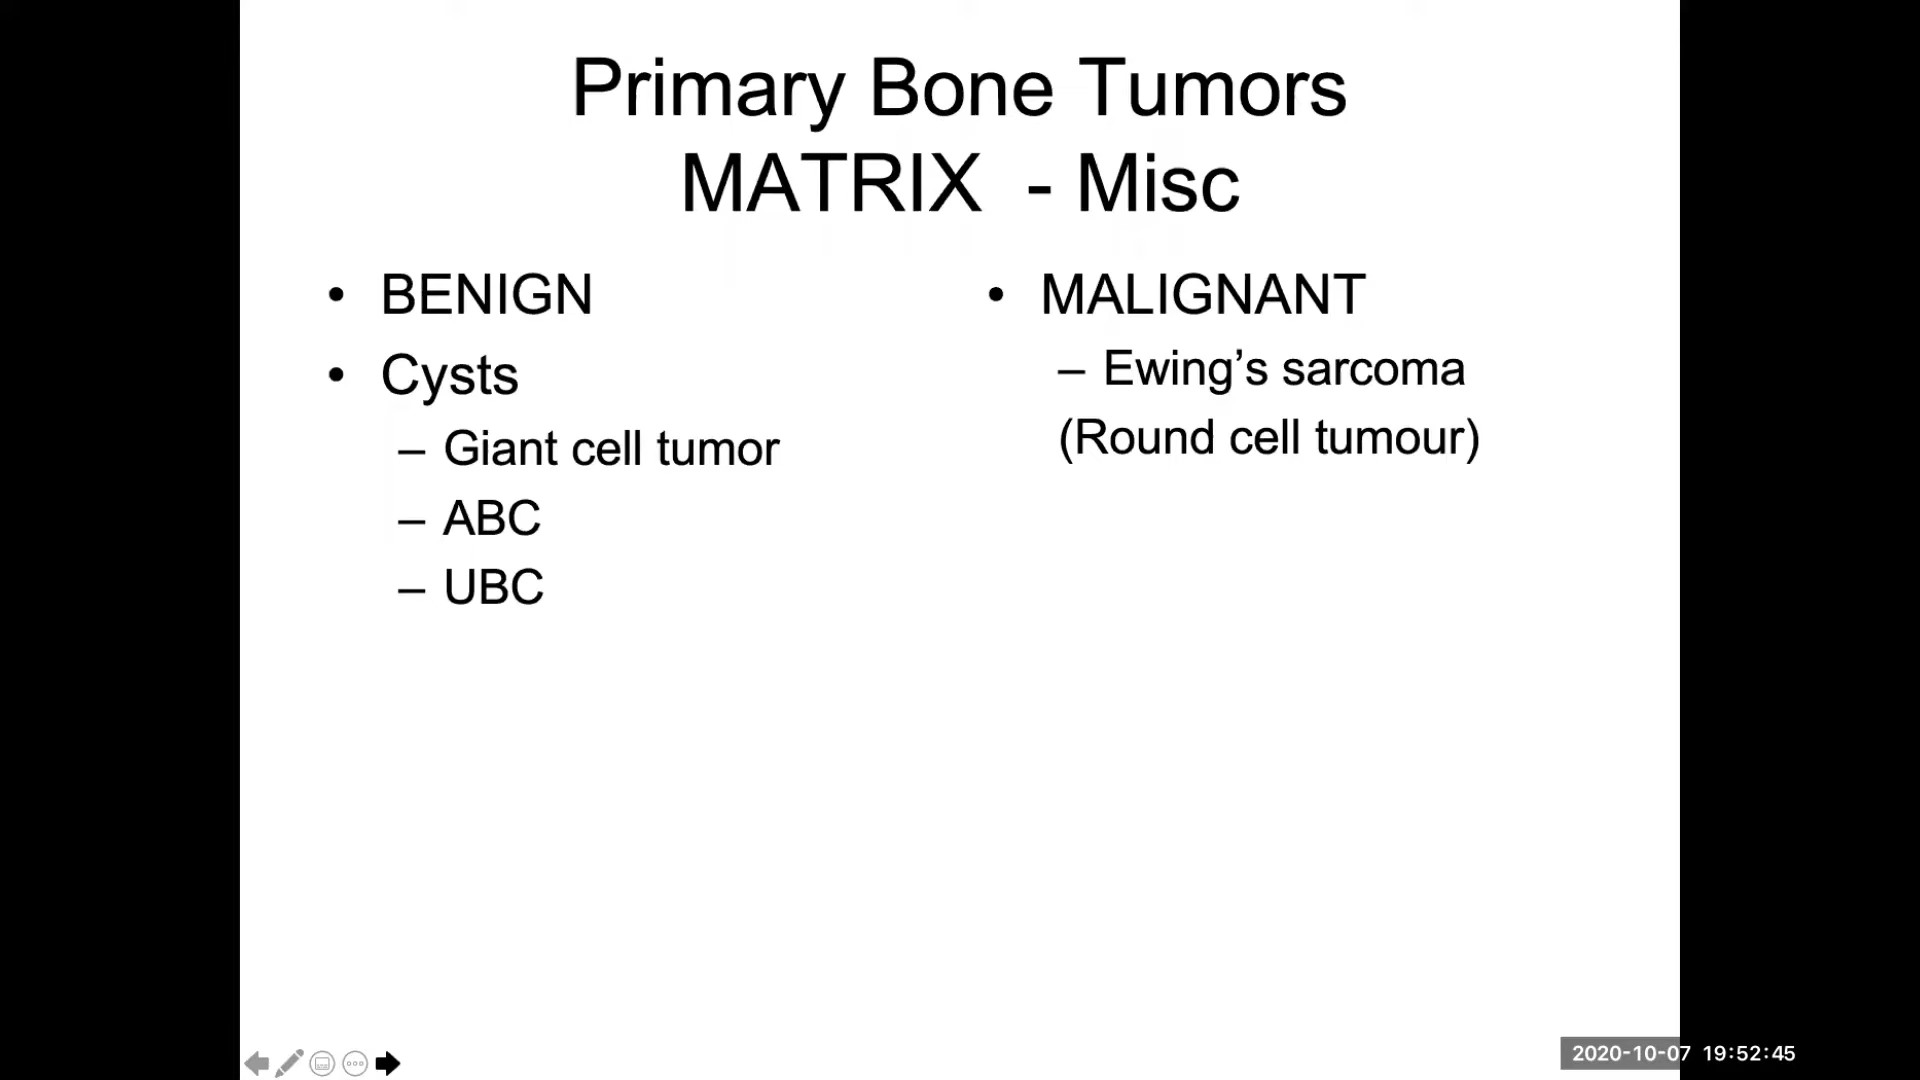 Primary Bone Tumors
MATRIX - Misc
• BENIGN
• Cysts
– Giant cell tumor
– ABC
– UBC
• MALIGNANT
– Ewing’s sarcoma
(Round cell tumour)
2020-10-07 19:52:45